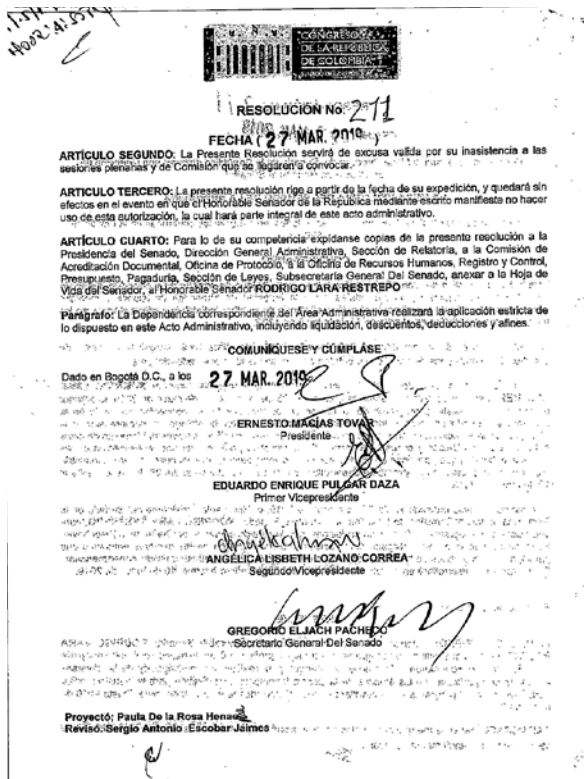 CONGRESO
DE LA REPÚBLICA
DE COLOMBIA
RESOLUCIÓN No. 211
FECHA ( 27 MAR. 2019
ARTÍCULO SEGUNDO: La Presente Resolución servirá de excusa valida por su inasistencia a las
sesiones plenarias y de Comisión que se llegaren a convocar.
ARTICULO TERCERO: La presente resolución rige a partir de la fecha de su expedición, y quedará sin
efectos en el evento en que el Honorable Senador de la República mediante escrito manifieste no hacer
uso de esta autorización, la cual hará parte integral de este acto administrativo.
ARTÍCULO CUARTO: Para lo de su competencia expídanse copias de la presente resolución a la
Presidencia del Senado, Dirección General Administrativa, Sección de Relatoría, a la Comisión de
Acreditación Documental, Oficina de Protocolo, a la Oficina de Recursos Humanos, Registro y Control,
Presupuesto, Pagaduría, Sección de Leyes, Subsecretaria General Del Senado, anexar a la Hoja de
Vida del Senador, al Honorable Senador RODRIGO LARA RESTREPO
Parágrafo: La Dependencia correspondiente del Área Administrativa realizará la aplicación estricta de
lo dispuesto en este Acto Administrativo, incluyendo liquidación, descuentos, deducciones y afines.
COMUNÍQUESE Y CÚMPLASE
Dado en Bogotá D.C., a los 27 MAR. 2019
ERNESTO MACÍAS TOVAR
Presidente
EDUARDO ENRIQUE PULGAR DAZA
Primer Vicepresidente
ANGÉLICA LISBETH LOZANO CORREA
Segundo Vicepresidente
GREGORIO ELJACH PACHECO
Secretario General Del Senado
Proyectó: Paula De la Rosa Henao
Revisó: Sergio Antonio Escobar Jaimes